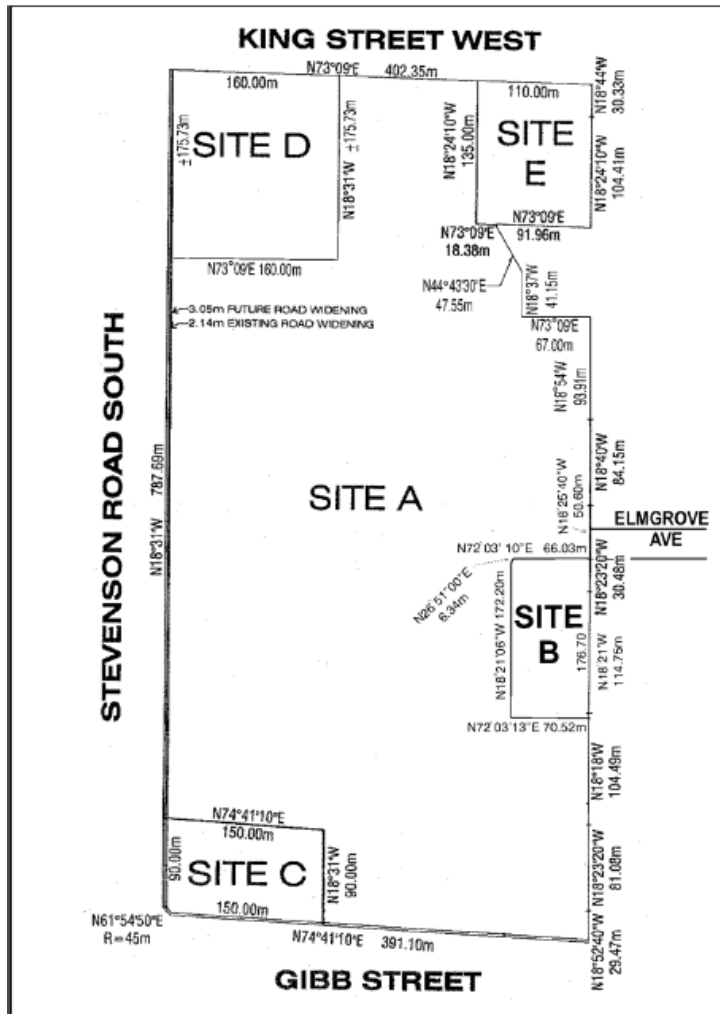 KING STREET WEST
N73°09'E 402.35m
160.00m
110.00m
N18°44'W
30.33m
±175.73m
SITE D
N18°31'W ±175.73m
N18°24'10"W
135.00m
SITE
E
N18°24'10"W
104.41m
N73°09'E
91.96m
N73°09'E
18.38m
N73°09'E 160.00m
N44°43'30"E
47.55m
N18°37'W
41.15m
3.05m FUTURE ROAD WIDENING
2.14m EXISTING ROAD WIDENING
N73°09'E
67.00m
N18°54'W
93.91m
STEVENSON ROAD SOUTH
N18°31'W 787.69m
N18°40'W
84.15m
SITE A
N18°25'40"W
50.60m
ELMGROVE
AVE
N72°03'10"E 66.03m
N18°23'20"W
30.48m
N26°51'00"E
6.34m
N18°21'06"W 172.20m
SITE
B
176.70
N18°21'W
114.75m
N72°03'13"E 70.52m
N18°18'W
104.49m
N74°41'10"E
150.00m
90.00m
SITE C
N18°31'W
90.00m
N18°23'20"W
81.08m
150.00m
N61°54'50"E
R=45m
N74°41'10"E 391.10m
N18°52'40"W
29.47m
GIBB STREET